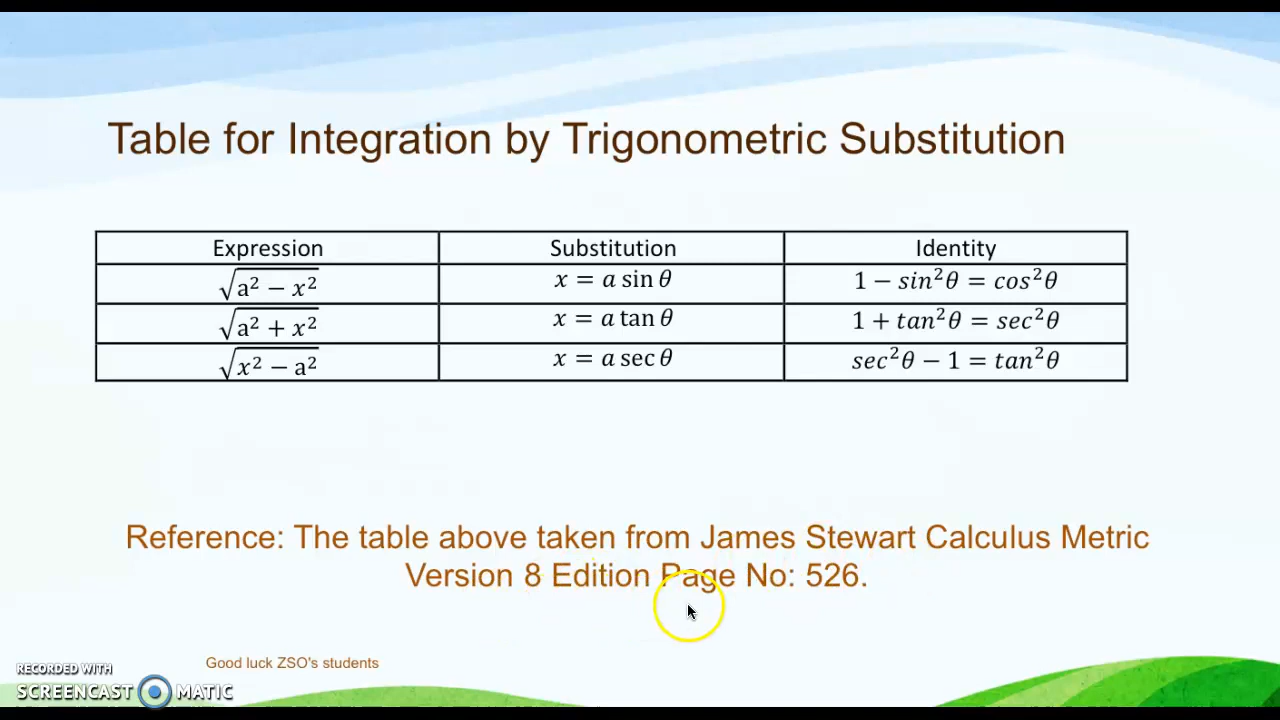 Table for Integration by Trigonometric Substitution
Expression Substitution Identity
√(a² − x²) x = a sin θ 1 − sin²θ = cos²θ
√(a² + x²) x = a tan θ 1 + tan²θ = sec²θ
√(x² − a²) x = a sec θ sec²θ − 1 = tan²θ
Reference: The table above taken from James Stewart Calculus Metric
Version 8 Edition Page No: 526.
Good luck ZSO's students
RECORDED WITH
SCREENCAST MATIC